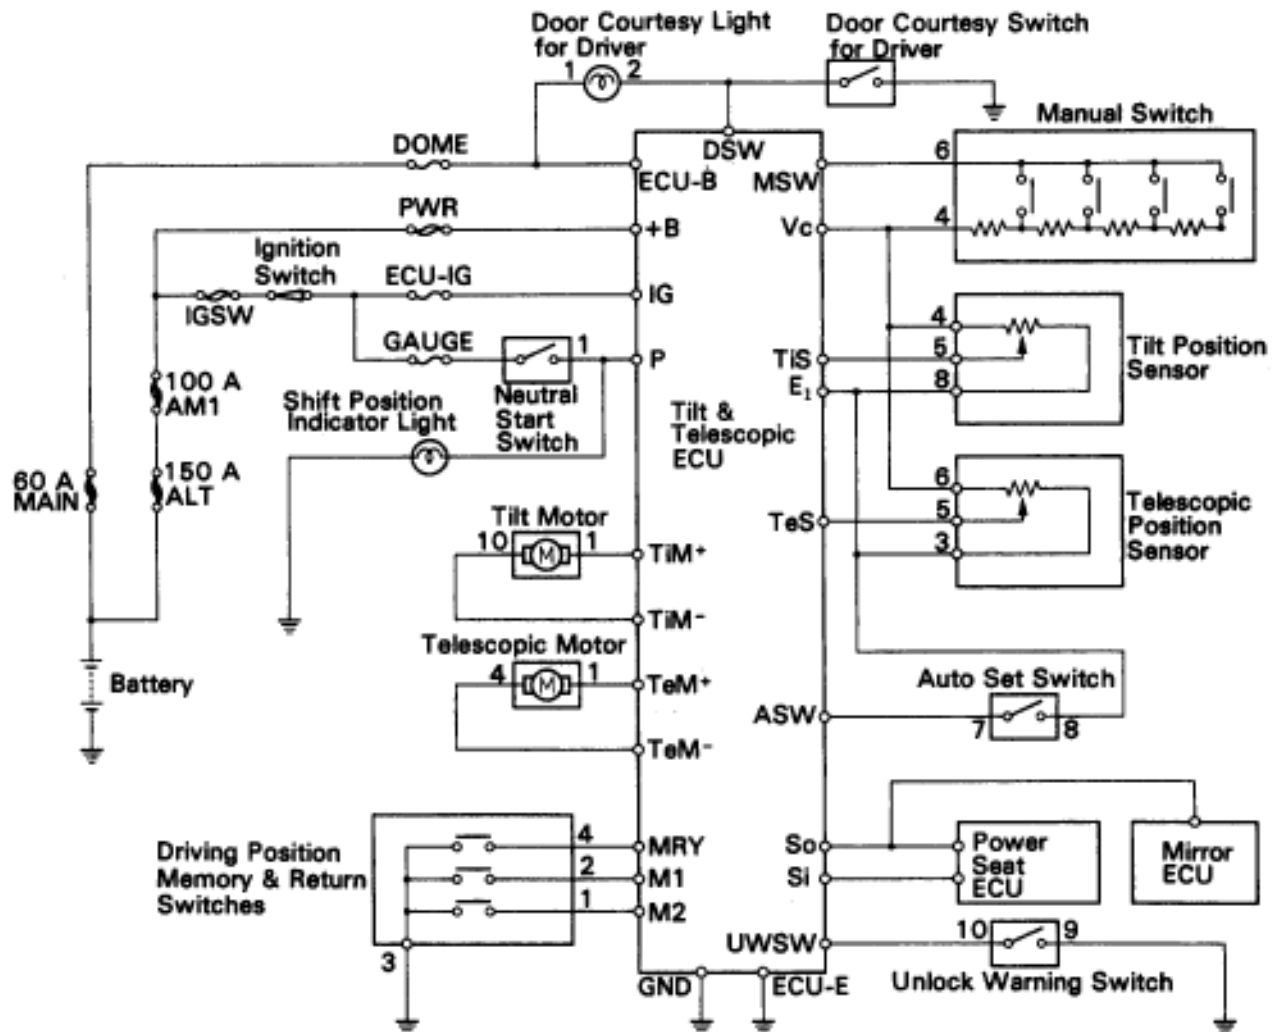 Door Courtesy Light
for Driver
1
2
Door Courtesy Switch
for Driver
Manual Switch
DOME
DSW
ECU-B
MSW
6
PWR
+B
Vc
4
Ignition
Switch
IGSW
ECU-IG
IG
GAUGE
1
P
Neutral
Start
Switch
Shift Position
Indicator Light
100 A
AM1
60 A
MAIN
150 A
ALT
Tilt &
Telescopic
ECU
TiS
E1
4
5
8
Tilt Position
Sensor
TeS
6
5
3
Telescopic
Position
Sensor
Tilt Motor
10
M
1
TiM+
TiM-
Telescopic Motor
4
M
1
TeM+
TeM-
Battery
Auto Set Switch
ASW
7
8
Driving Position
Memory & Return
Switches
4
MRY
2
M1
1
M2
3
So
Si
Power
Seat
ECU
Mirror
ECU
UWSW
10
9
Unlock Warning Switch
GND
ECU-E